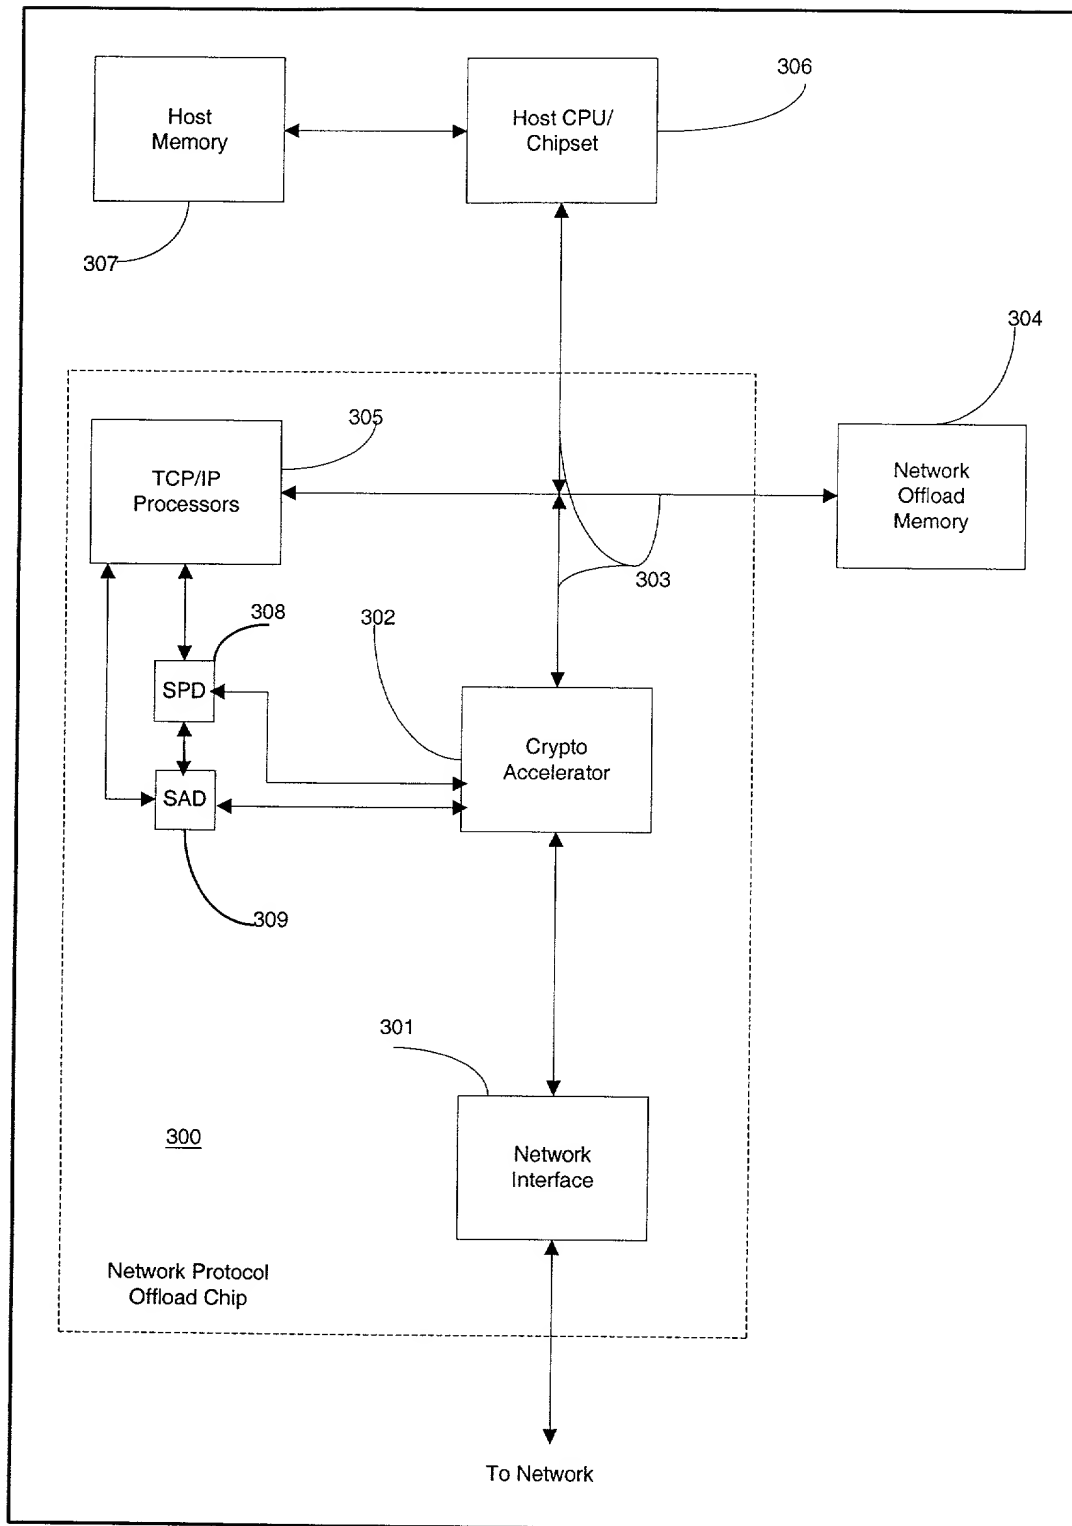 306
Host
Memory
Host CPU/
Chipset
307
304
305
TCP/IP
Processors
Network
Offload
Memory
303
308
302
SPD
Crypto
Accelerator
SAD
309
301
300
Network
Interface
Network Protocol
Offload Chip
To Network